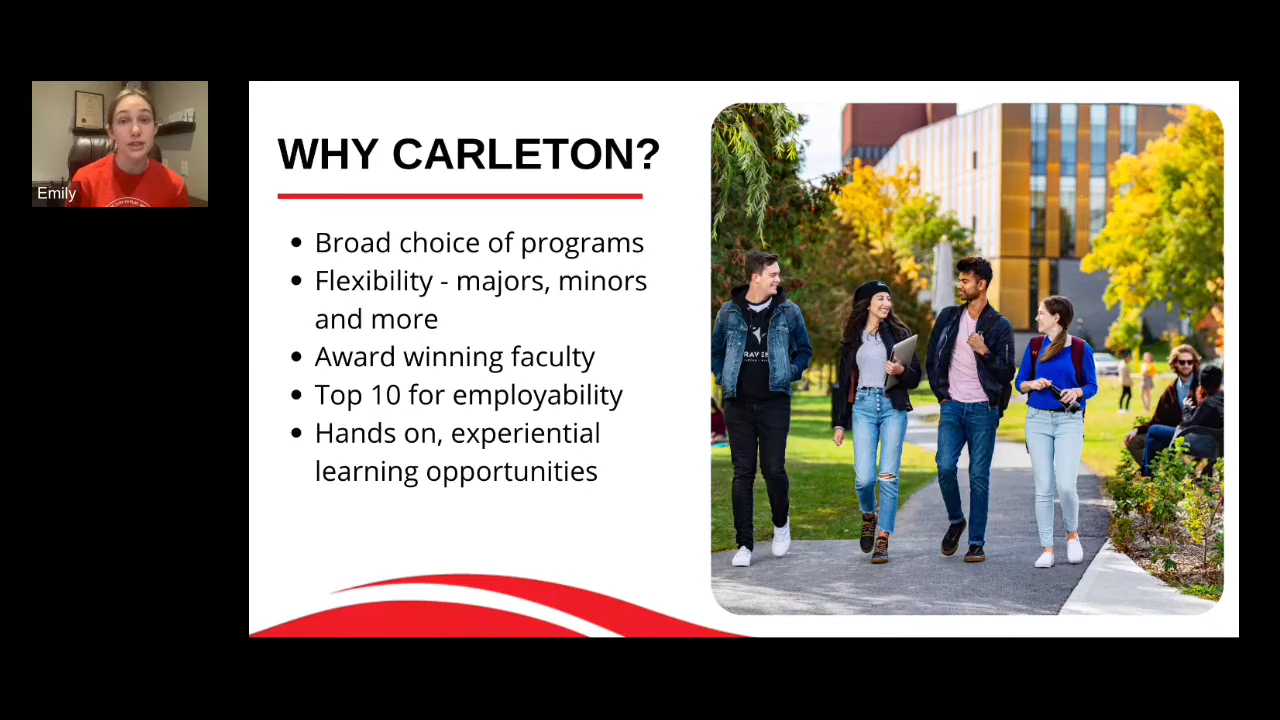 WHY CARLETON?
Emily
Broad choice of programs
Flexibility - majors, minors
and more
Award winning faculty
Top 10 for employability
Hands on, experiential
learning opportunities
RAVEN